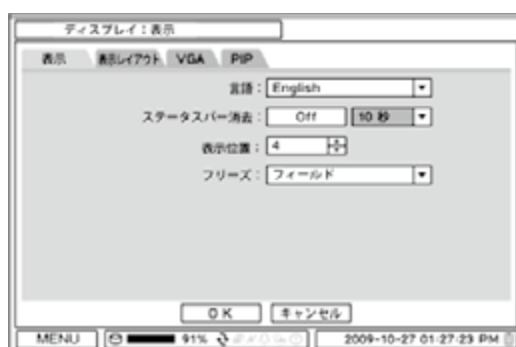 ディスプレイ：表示
表示 表示レイアウト VGA PIP
言語： English
ステータスバー消去： Off 10 秒
表示位置： 4
フリーズ： フィールド
OK キャンセル
MENU 91% 2009-10-27 01:27:23 PM